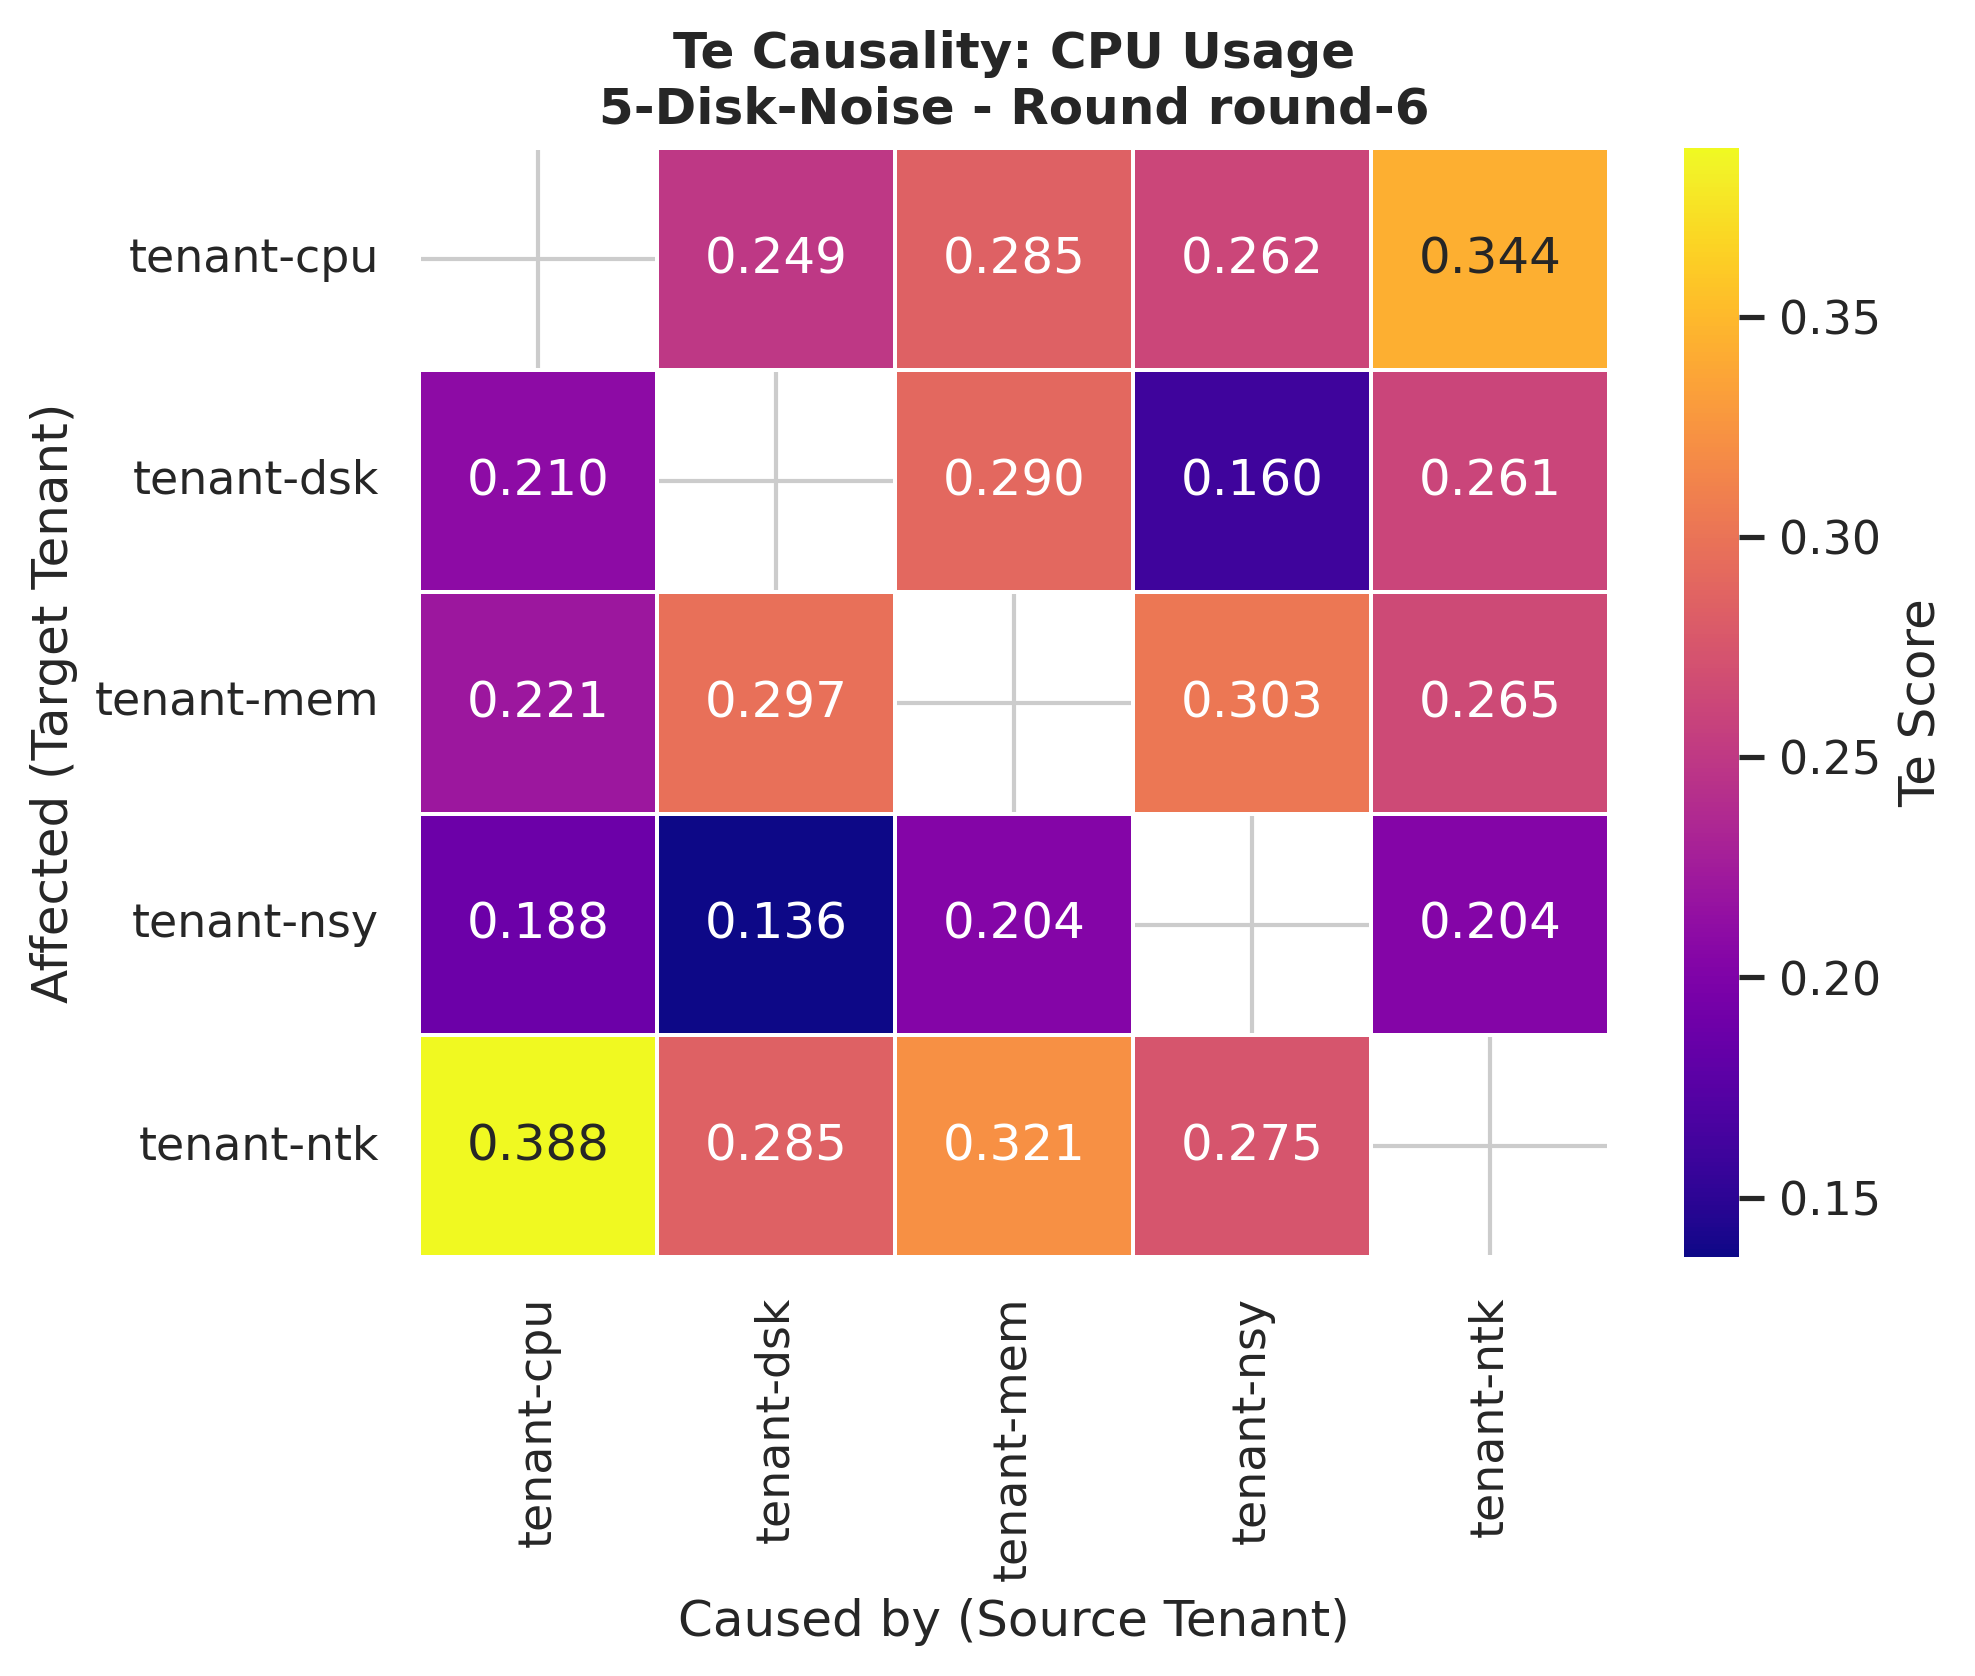 Te Causality: CPU Usage
5-Disk-Noise - Round round-6
Affected (Target Tenant)
tenant-cpu 0.249 0.285 0.262 0.344
tenant-dsk 0.210 0.290 0.160 0.261
tenant-mem 0.221 0.297 0.303 0.265
tenant-nsy 0.188 0.136 0.204 0.204
tenant-ntk 0.388 0.285 0.321 0.275
tenant-cpu
tenant-dsk
tenant-mem
tenant-nsy
tenant-ntk
Caused by (Source Tenant)
0.35
0.30
0.25
0.20
0.15
Te Score